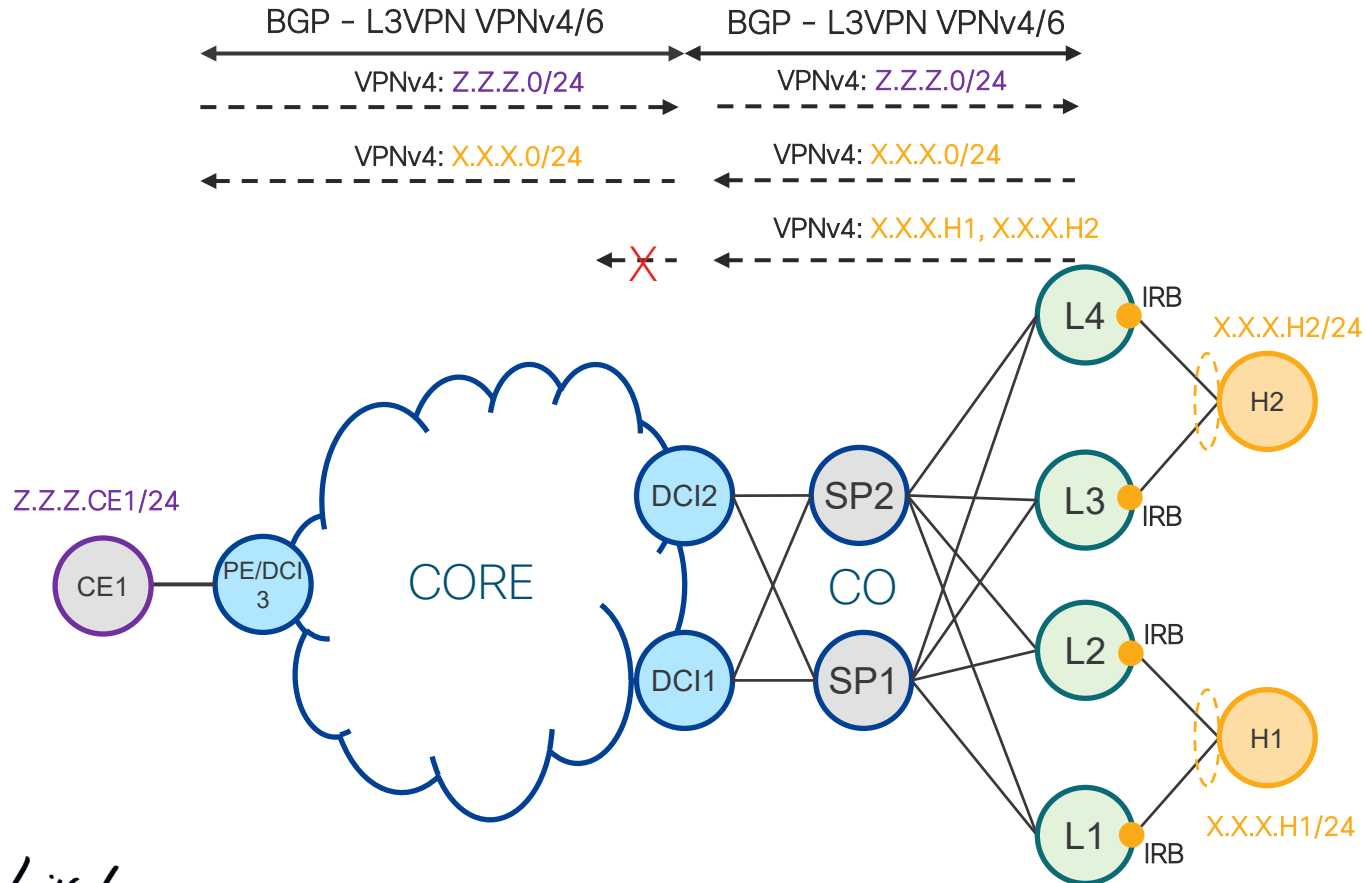 BGP – L3VPN VPNv4/6
BGP – L3VPN VPNv4/6
VPNv4: Z.Z.Z.0/24
VPNv4: Z.Z.Z.0/24
VPNv4: X.X.X.0/24
VPNv4: X.X.X.0/24
VPNv4: X.X.X.H1, X.X.X.H2
X
L4
IRB
X.X.X.H2/24
H2
DCI2
SP2
L3
IRB
Z.Z.Z.CE1/24
CE1
PE/DCI
3
CORE
CO
L2
IRB
DCI1
SP1
H1
L1
IRB
X.X.X.H1/24